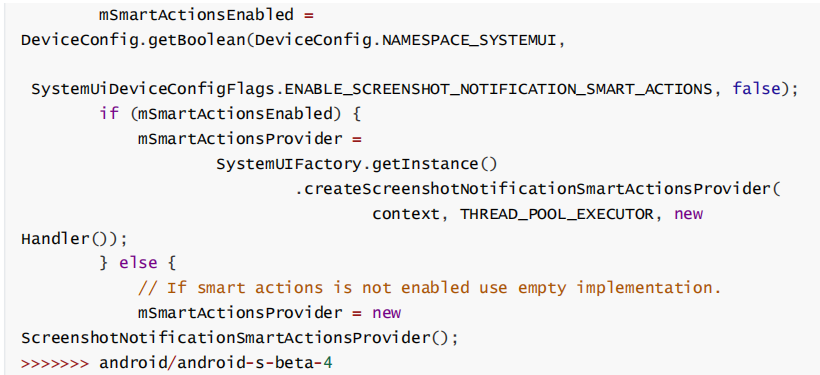 mSmartActionsEnabled =
DeviceConfig.getBoolean(DeviceConfig.NAMESPACE_SYSTEMUI,
SystemUiDeviceConfigFlags.ENABLE_SCREENSHOT_NOTIFICATION_SMART_ACTIONS, false);
if (mSmartActionsEnabled) {
mSmartActionsProvider =
SystemUIFactory.getInstance()
.createScreenshotNotificationSmartActionsProvider(
context, THREAD_POOL_EXECUTOR, new
Handler());
} else {
// If smart actions is not enabled use empty implementation.
mSmartActionsProvider = new
ScreenshotNotificationSmartActionsProvider();
>>>>>>> android/android-s-beta-4